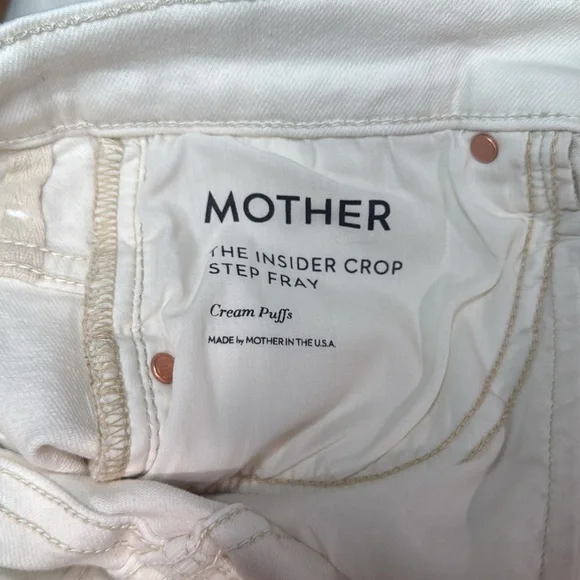 MOTHER
THE INSIDER CROP
STEP FRAY
Cream Puffs
MADE by MOTHER IN THE U.S.A.